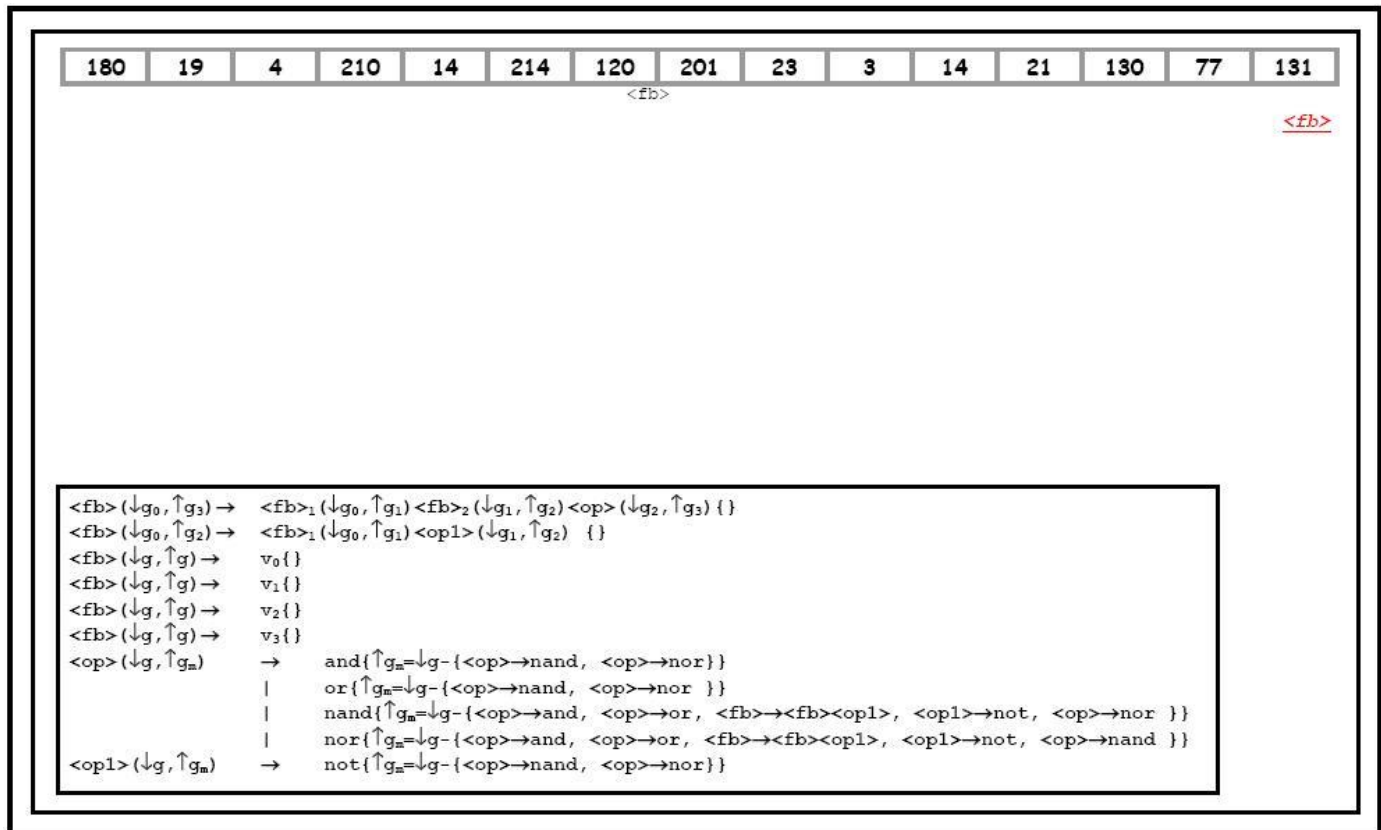 180 19 4 210 14 214 120 201 23 3 14 21 130 77 131
<fb>
<fb>
<fb>(↓g₀,↑g₃)→ <fb>₁(↓g₀,↑g₁)<fb>₂(↓g₁,↑g₂)<op>(↓g₂,↑g₃){}
<fb>(↓g₀,↑g₂)→ <fb>₁(↓g₀,↑g₁)<op1>(↓g₁,↑g₂) {}
<fb>(↓g,↑g)→ v₀{}
<fb>(↓g,↑g)→ v₁{}
<fb>(↓g,↑g)→ v₂{}
<fb>(↓g,↑g)→ v₃{}
<op>(↓g,↑gₘ) → and{↑gₘ=↓g-{<op>→nand, <op>→nor}}
| or{↑gₘ=↓g-{<op>→nand, <op>→nor }}
| nand{↑gₘ=↓g-{<op>→and, <op>→or, <fb>→<fb><op1>, <op1>→not, <op>→nor }}
| nor{↑gₘ=↓g-{<op>→and, <op>→or, <fb>→<fb><op1>, <op1>→not, <op>→nand }}
<op1>(↓g,↑gₘ) → not{↑gₘ=↓g-{<op>→nand, <op>→nor}}